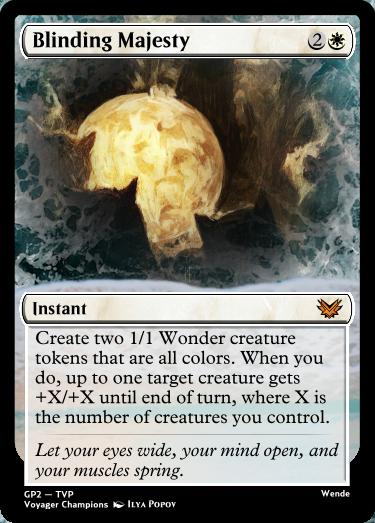 Blinding Majesty 2
Instant
Create two 1/1 Wonder creature
tokens that are all colors. When you
do, up to one target creature gets
+X/+X until end of turn, where X is
the number of creatures you control.
Let your eyes wide, your mind open, and
your muscles spring.
GP2 — TVP Wende
Voyager Champions Ilya Popov